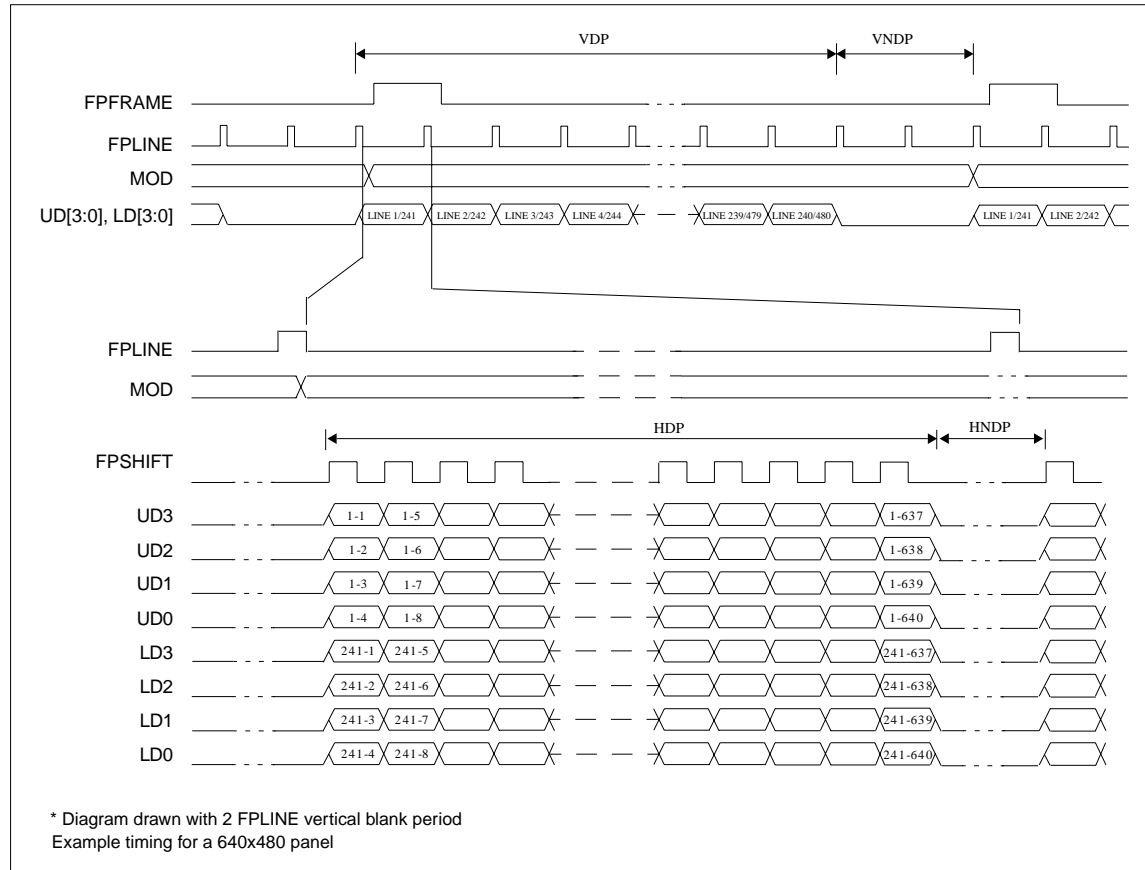 VDP VNDP
FPFRAME
FPLINE
MOD
UD[3:0], LD[3:0] LINE 1/241 LINE 2/242 LINE 3/243 LINE 4/244 LINE 239/479 LINE 240/480 LINE 1/241 LINE 2/242
FPLINE
MOD
HDP HNDP
FPSHIFT
UD3 1-1 1-5 1-637
UD2 1-2 1-6 1-638
UD1 1-3 1-7 1-639
UD0 1-4 1-8 1-640
LD3 241-1 241-5 241-637
LD2 241-2 241-6 241-638
LD1 241-3 241-7 241-639
LD0 241-4 241-8 241-640
* Diagram drawn with 2 FPLINE vertical blank period
Example timing for a 640x480 panel